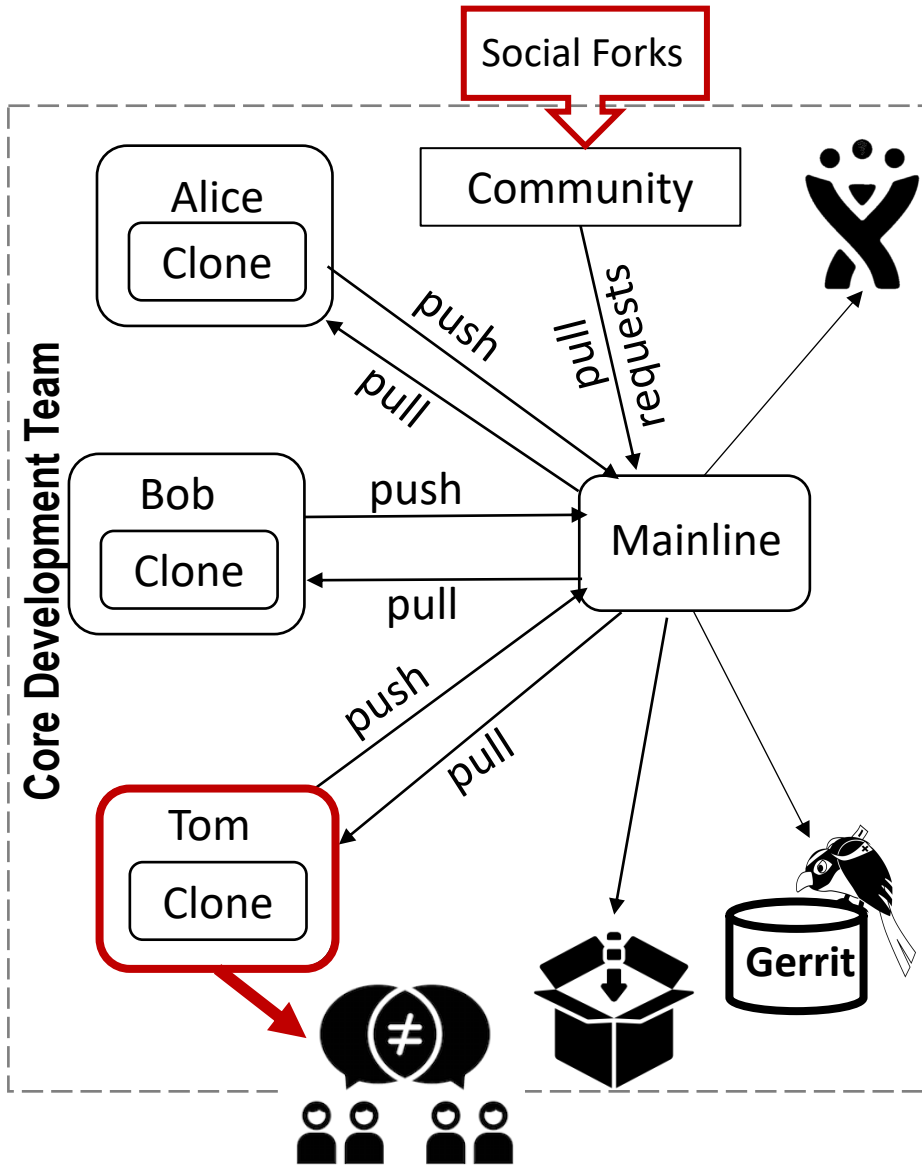 Social Forks
Community
Alice
Clone
push
pull
pull
requests
Core Development Team
Bob
Clone
push
pull
Mainline
push
pull
Tom
Clone
Gerrit
≠